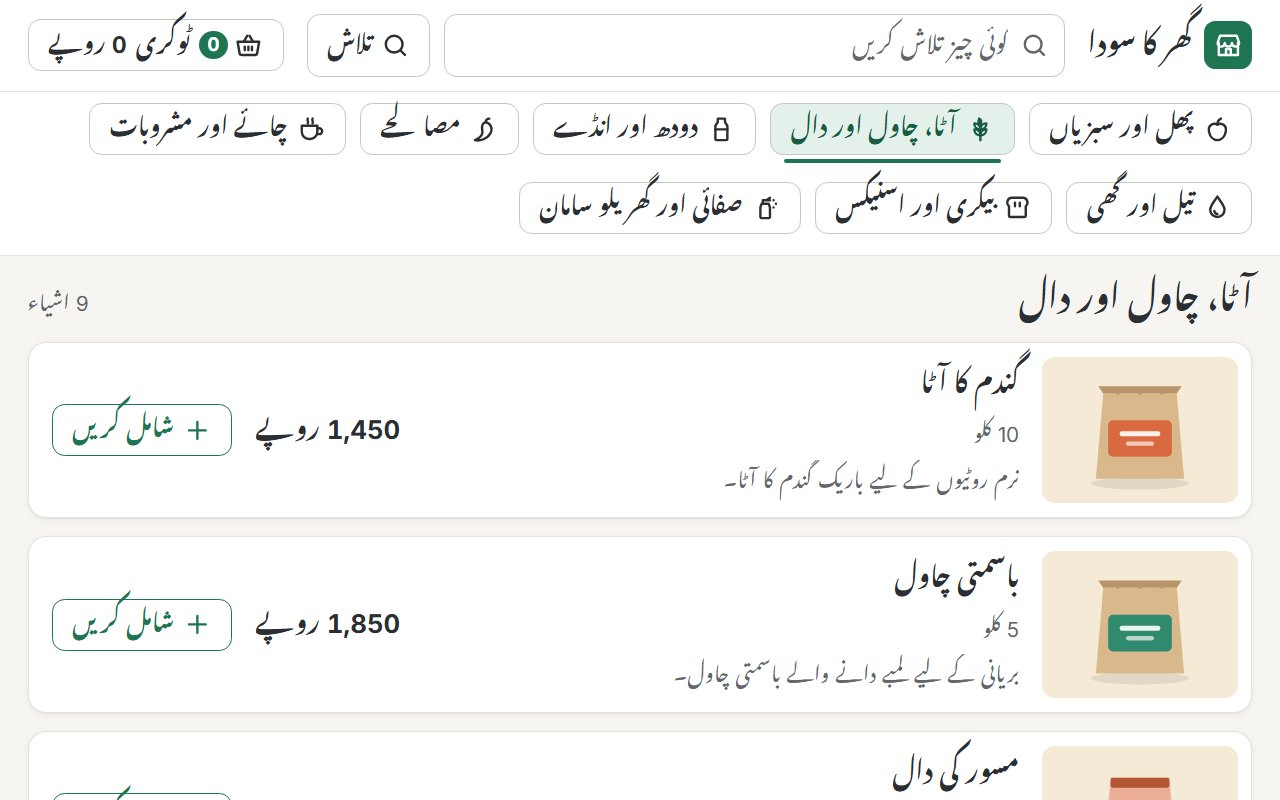 گھر کا سودا
کوئی چیز تلاش کریں
تلاش
ٹوکری 0 روپے 0
پھل اور سبزیاں
آٹا، چاول اور دال
دودھ اور انڈے
مصالحے
چائے اور مشروبات
تیل اور گھی
بیکری اور اسنیکس
صفائی اور گھریلو سامان
آٹا، چاول اور دال
9 اشیاء
گندم کا آٹا
10 کلو
نرم روٹیوں کے لیے باریک گندم کا آٹا۔
1,450 روپے
شامل کریں
باسمتی چاول
5 کلو
بریانی کے لیے لمبے دانے والے باسمتی چاول۔
1,850 روپے
شامل کریں
مسور کی دال